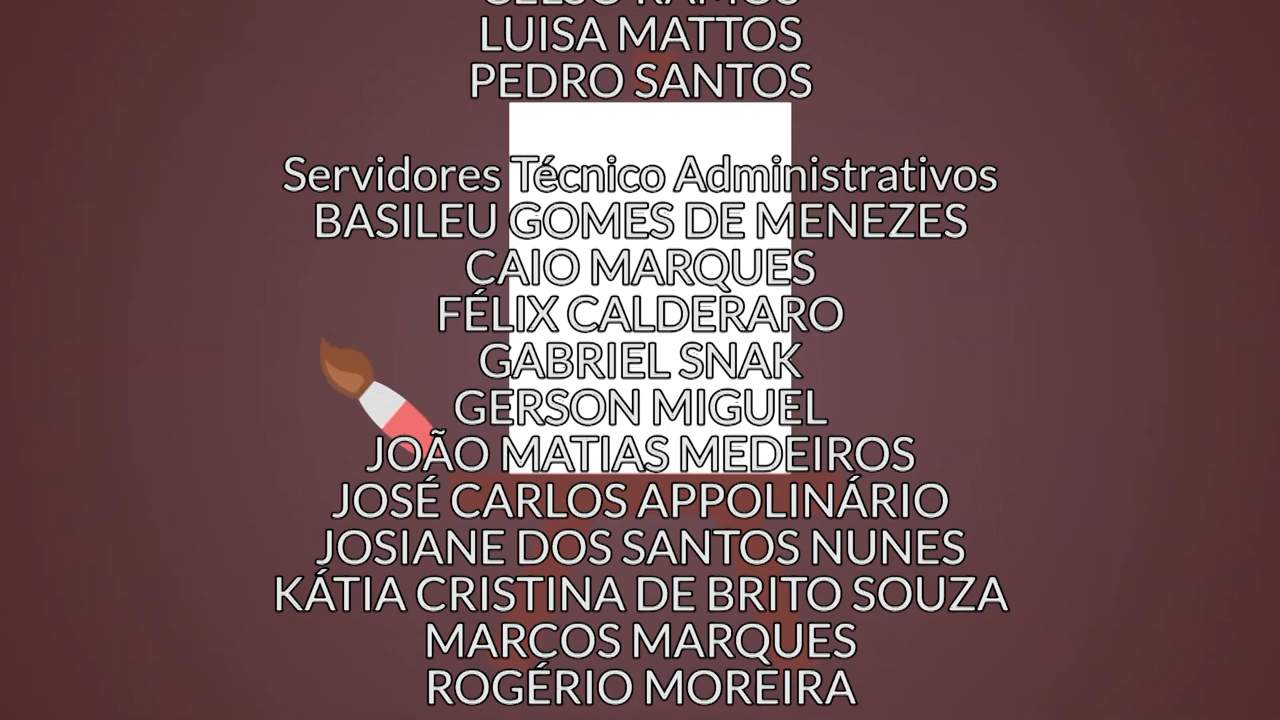 CELSO RAMOS
LUISA MATTOS
PEDRO SANTOS
Servidores Técnico Administrativos
BASILEU GOMES DE MENEZES
CAIO MARQUES
FÉLIX CALDERARO
GABRIEL SNAK
GERSON MIGUEL
JOÃO MATIAS MEDEIROS
JOSÉ CARLOS APPOLINÁRIO
JOSIANE DOS SANTOS NUNES
KÁTIA CRISTINA DE BRITO SOUZA
MARCOS MARQUES
ROGÉRIO MOREIRA